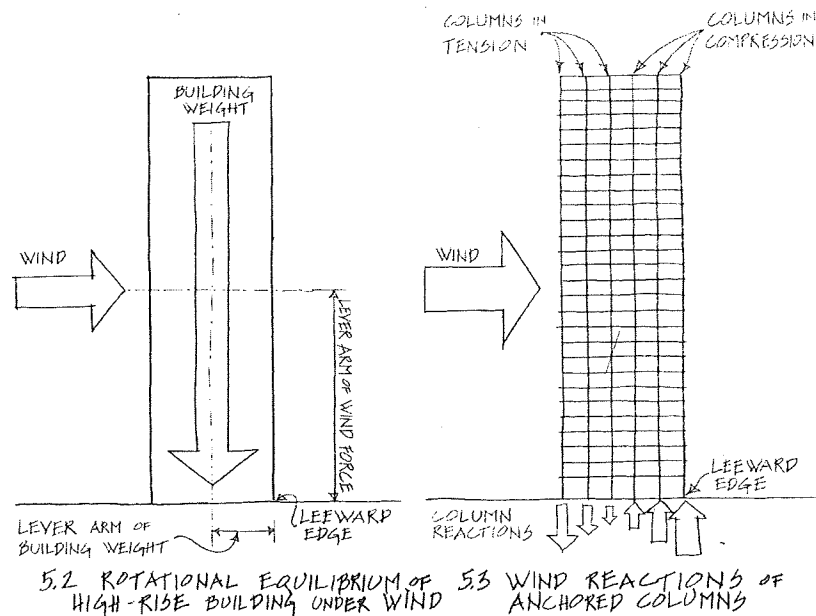 BUILDING
WEIGHT
WIND
LEVER ARM OF WIND FORCE
LEVER ARM OF
BUILDING WEIGHT
LEEWARD
EDGE
5.2 ROTATIONAL EQUILIBRIUM OF
HIGH-RISE BUILDING UNDER WIND
COLUMNS IN
TENSION
COLUMNS IN
COMPRESSION
WIND
LEEWARD
EDGE
COLUMN
REACTIONS
5.3 WIND REACTIONS OF
ANCHORED COLUMNS